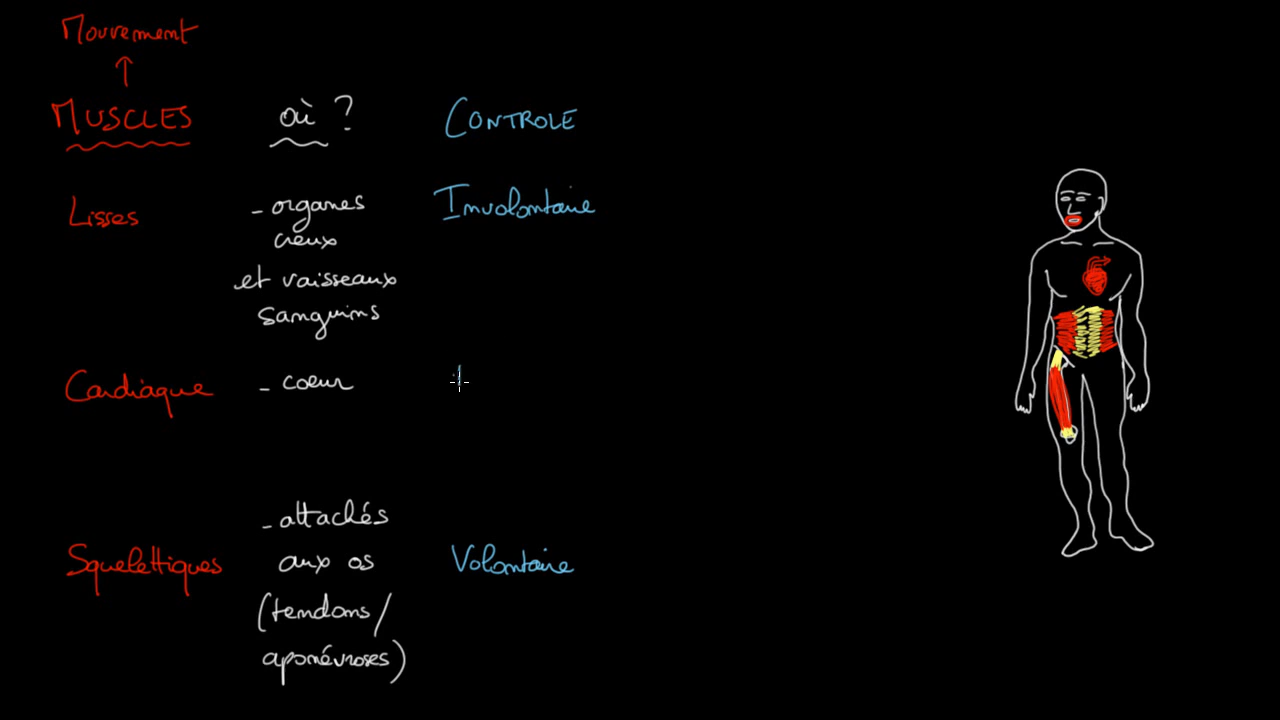 Mouvement
↑
MUSCLES où ? CONTROLE
Lisses - organes Involontaire
creux
et vaisseaux
sanguins
Cardiaque - coeur
- attachés
Squelettiques aux os Volontaire
(tendons/
aponévroses)